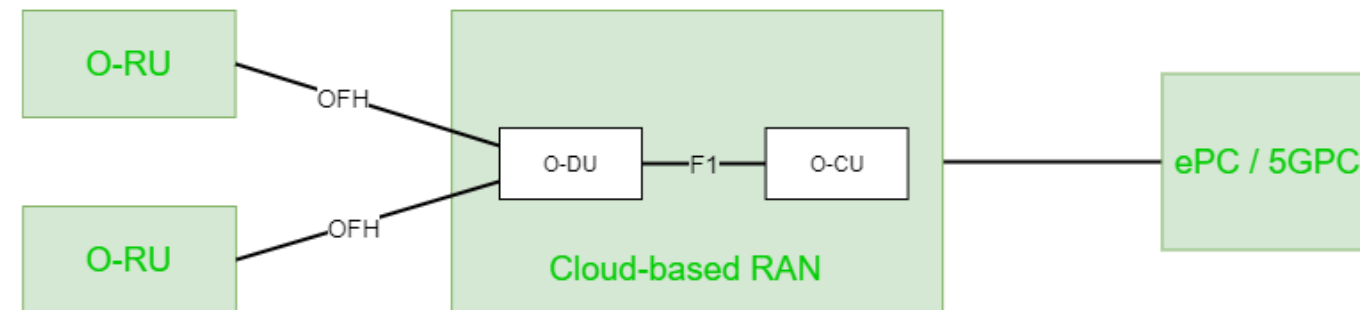 O-RU
OFH
O-DU
F1
O-CU
ePC / 5GPC
OFH
O-RU
Cloud-based RAN